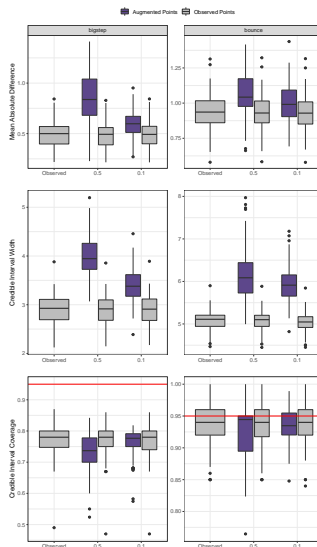 Augmented Points Observed Points
bigstep
bounce
Mean Absolute Difference
1.0
0.5
1.25
1.00
0.75
Observed 0.5 0.1
Observed 0.5 0.1
Credible Interval Width
5
4
3
2
8
7
6
5
Observed 0.5 0.1
Observed 0.5 0.1
Credible Interval Coverage
0.9
0.8
0.7
0.6
0.5
1.00
0.95
0.90
0.85
0.80
Observed 0.5 0.1
Observed 0.5 0.1